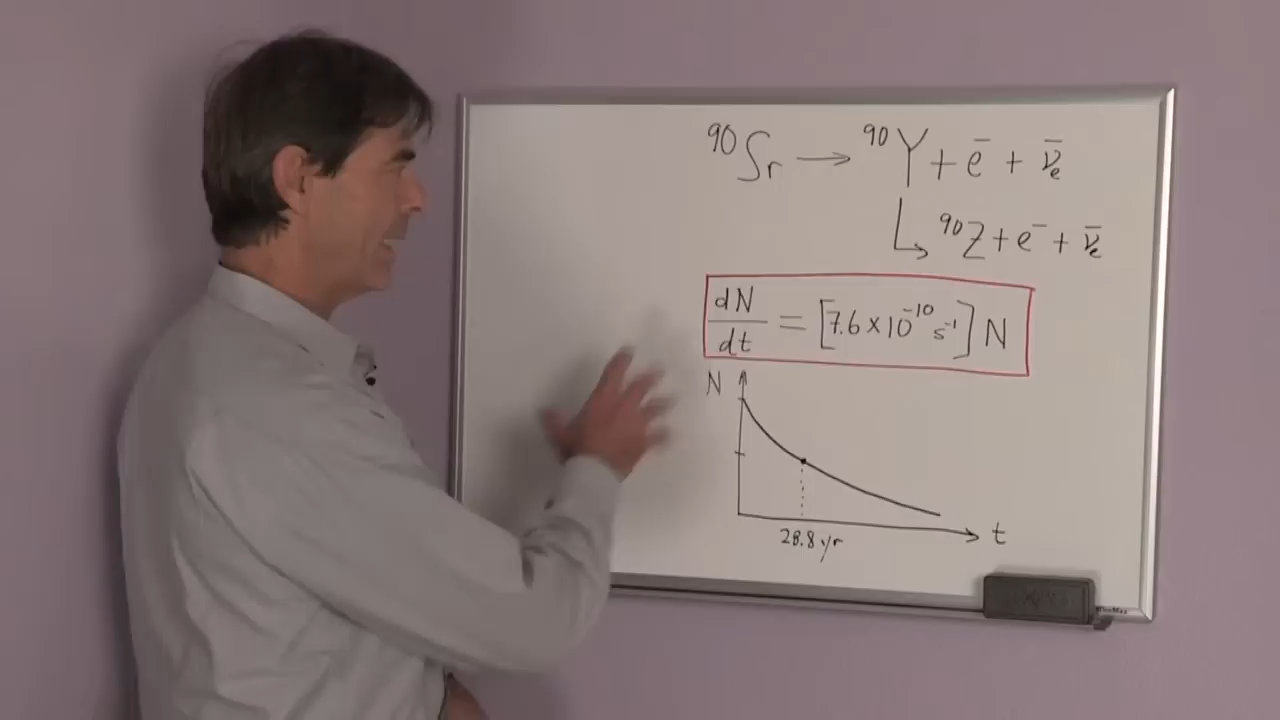 ⁹⁰Sr → ⁹⁰Y + e⁻ + ν̄ₑ
↳ ⁹⁰Z + e⁻ + ν̄ₑ
dN/dt = [7.6 × 10⁻¹⁰ s⁻¹] N
N
t
28.8 yr